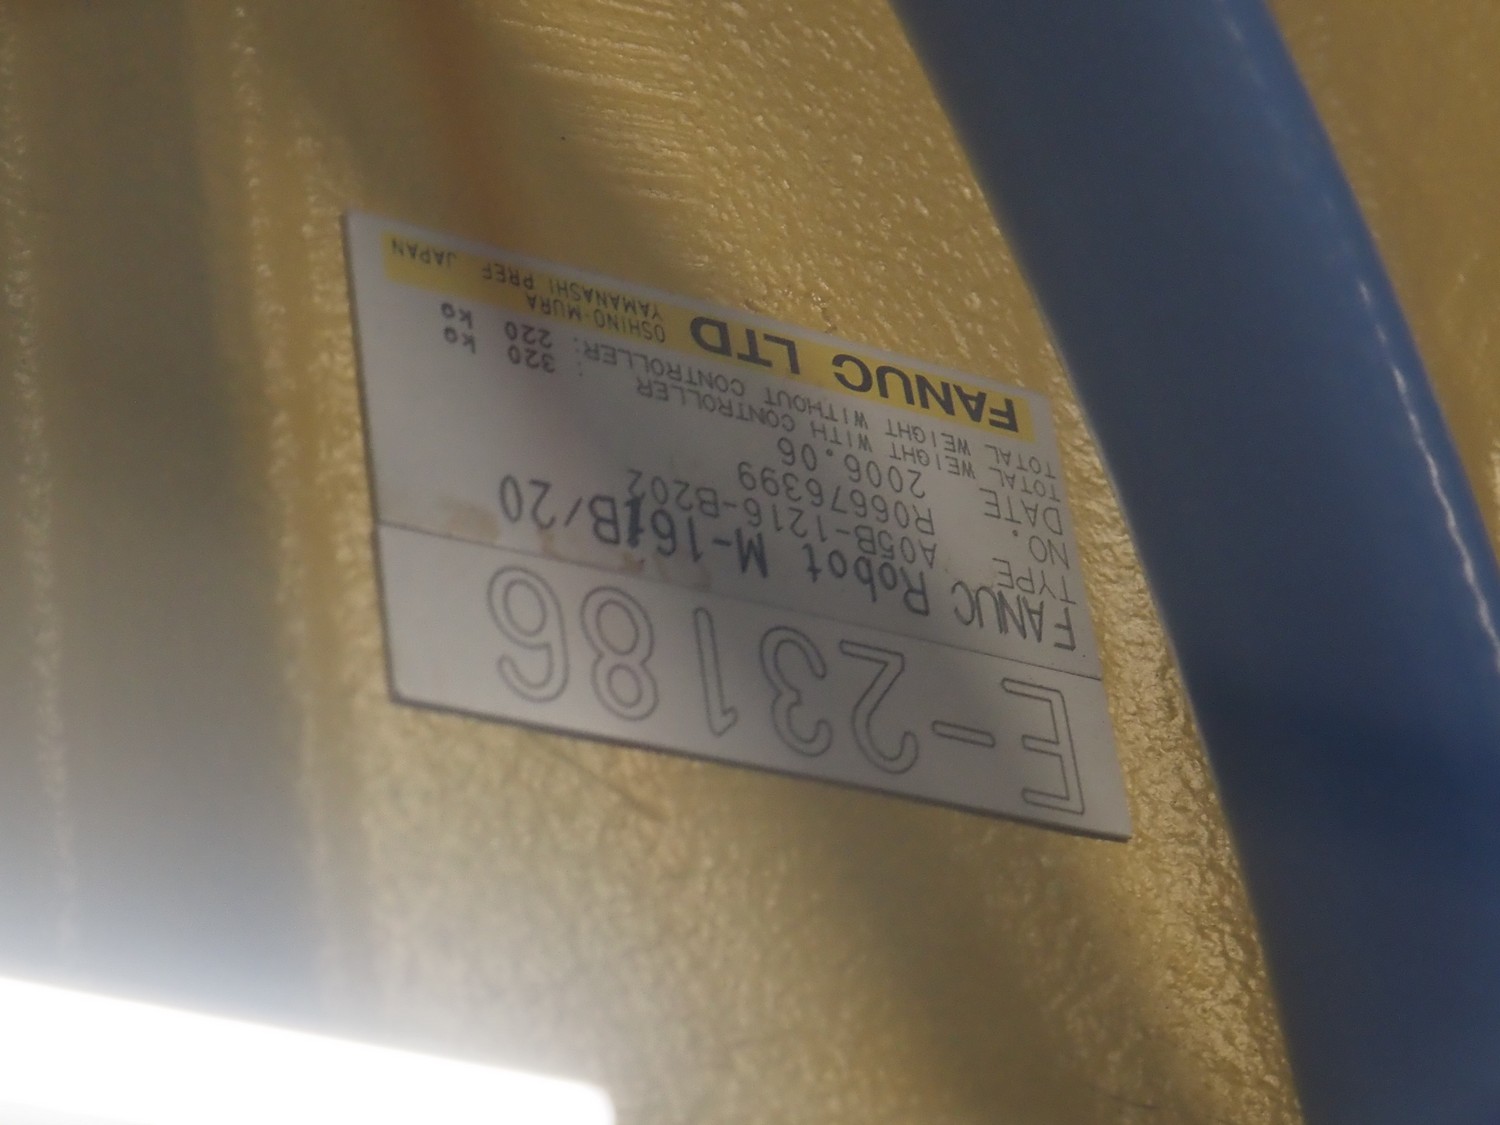 E-23186
FANUC Robot M-16iB/20
TYPE A05B-1216-B202
NO. R06676399
DATE 2006.06
TOTAL WEIGHT WITH CONTROLLER : 320 kg
TOTAL WEIGHT WITHOUT CONTROLLER: 220 kg
FANUC LTD OSHINO-MURA
YAMANASHI PREF JAPAN